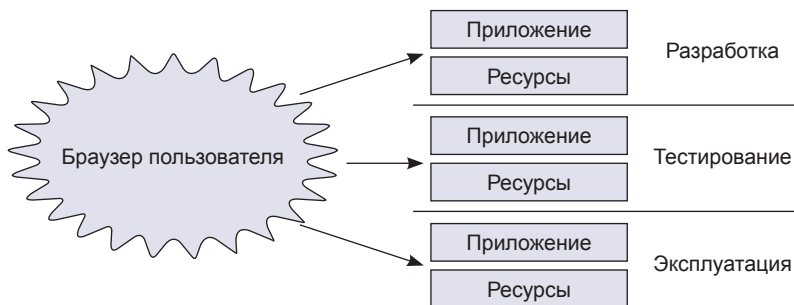 Браузер пользователя
Приложение
Ресурсы
Разработка
Приложение
Ресурсы
Тестирование
Приложение
Ресурсы
Эксплуатация